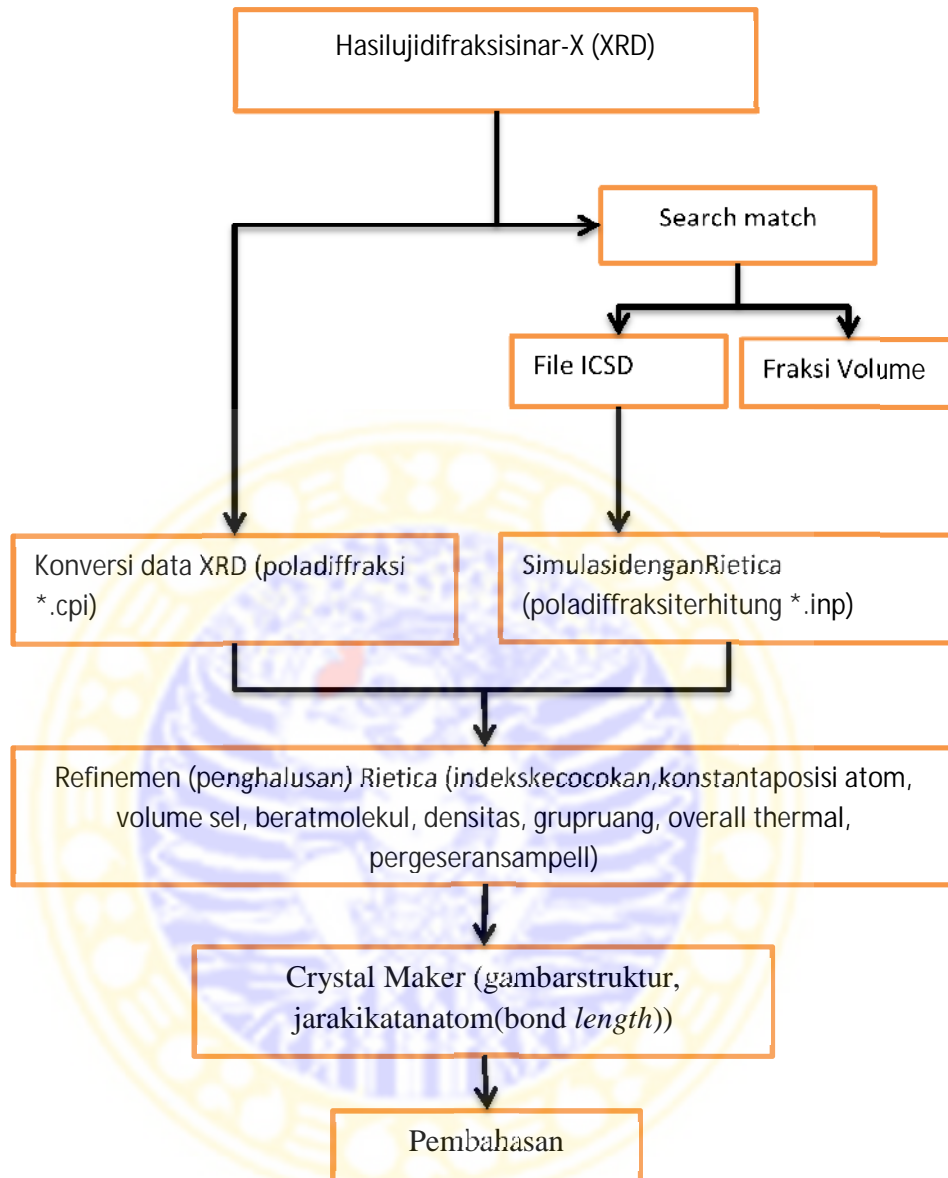 Hasilujidifraksisinar-X (XRD)
Search match
File ICSD
Fraksi Volume
Konversi data XRD (poladiffraksi
*.cpi)
SimulasidenganRietica
(poladiffraksiterhitung *.inp)
Refinemen (penghalusan) Rietica (indekskecocokan,konstantaposisi atom,
volume sel, beratmolekul, densitas, grupruang, overall thermal,
pergeseransampell)
Crystal Maker (gambarstruktur,
jarakikatanatom(bond length))
Pembahasan